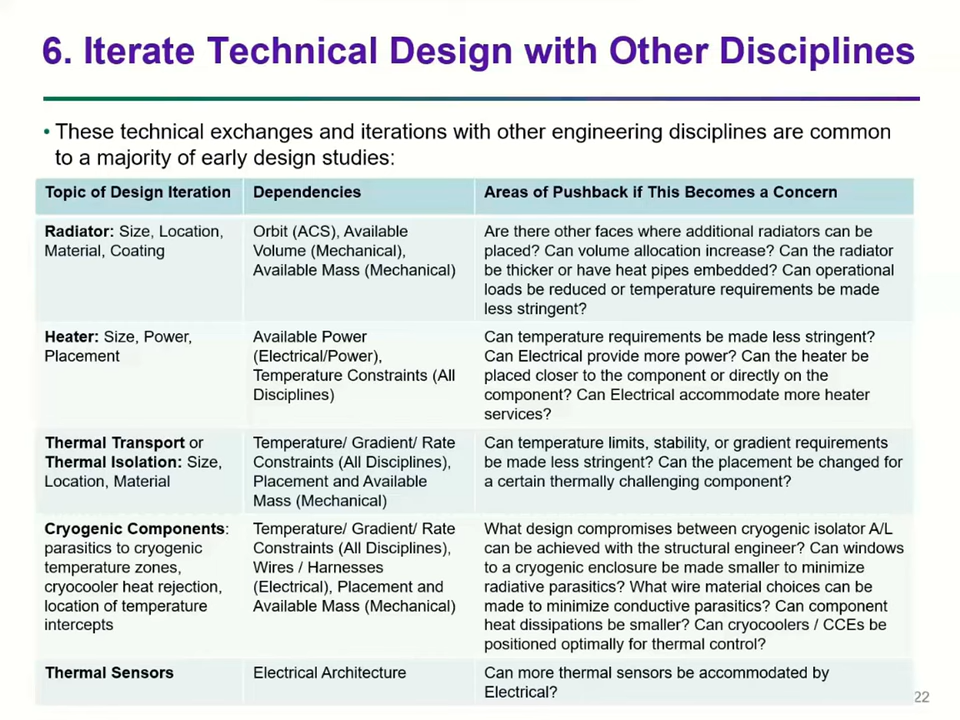 6. Iterate Technical Design with Other Disciplines
• These technical exchanges and iterations with other engineering disciplines are common
to a majority of early design studies:
Topic of Design Iteration
Dependencies
Areas of Pushback if This Becomes a Concern
Radiator: Size, Location,
Material, Coating
Orbit (ACS), Available
Volume (Mechanical),
Available Mass (Mechanical)
Are there other faces where additional radiators can be
placed? Can volume allocation increase? Can the radiator
be thicker or have heat pipes embedded? Can operational
loads be reduced or temperature requirements be made
less stringent?
Heater: Size, Power,
Placement
Available Power
(Electrical/Power),
Temperature Constraints (All
Disciplines)
Can temperature requirements be made less stringent?
Can Electrical provide more power? Can the heater be
placed closer to the component or directly on the
component? Can Electrical accommodate more heater
services?
Thermal Transport or
Thermal Isolation: Size,
Location, Material
Temperature/ Gradient/ Rate
Constraints (All Disciplines),
Placement and Available
Mass (Mechanical)
Can temperature limits, stability, or gradient requirements
be made less stringent? Can the placement be changed for
a certain thermally challenging component?
Cryogenic Components:
parasitics to cryogenic
temperature zones,
cryocooler heat rejection,
location of temperature
intercepts
Temperature/ Gradient/ Rate
Constraints (All Disciplines),
Wires / Harnesses
(Electrical), Placement and
Available Mass (Mechanical)
What design compromises between cryogenic isolator A/L
can be achieved with the structural engineer? Can windows
to a cryogenic enclosure be made smaller to minimize
radiative parasitics? What wire material choices can be
made to minimize conductive parasitics? Can component
heat dissipations be smaller? Can cryocoolers / CCEs be
positioned optimally for thermal control?
Thermal Sensors
Electrical Architecture
Can more thermal sensors be accommodated by
Electrical?
22